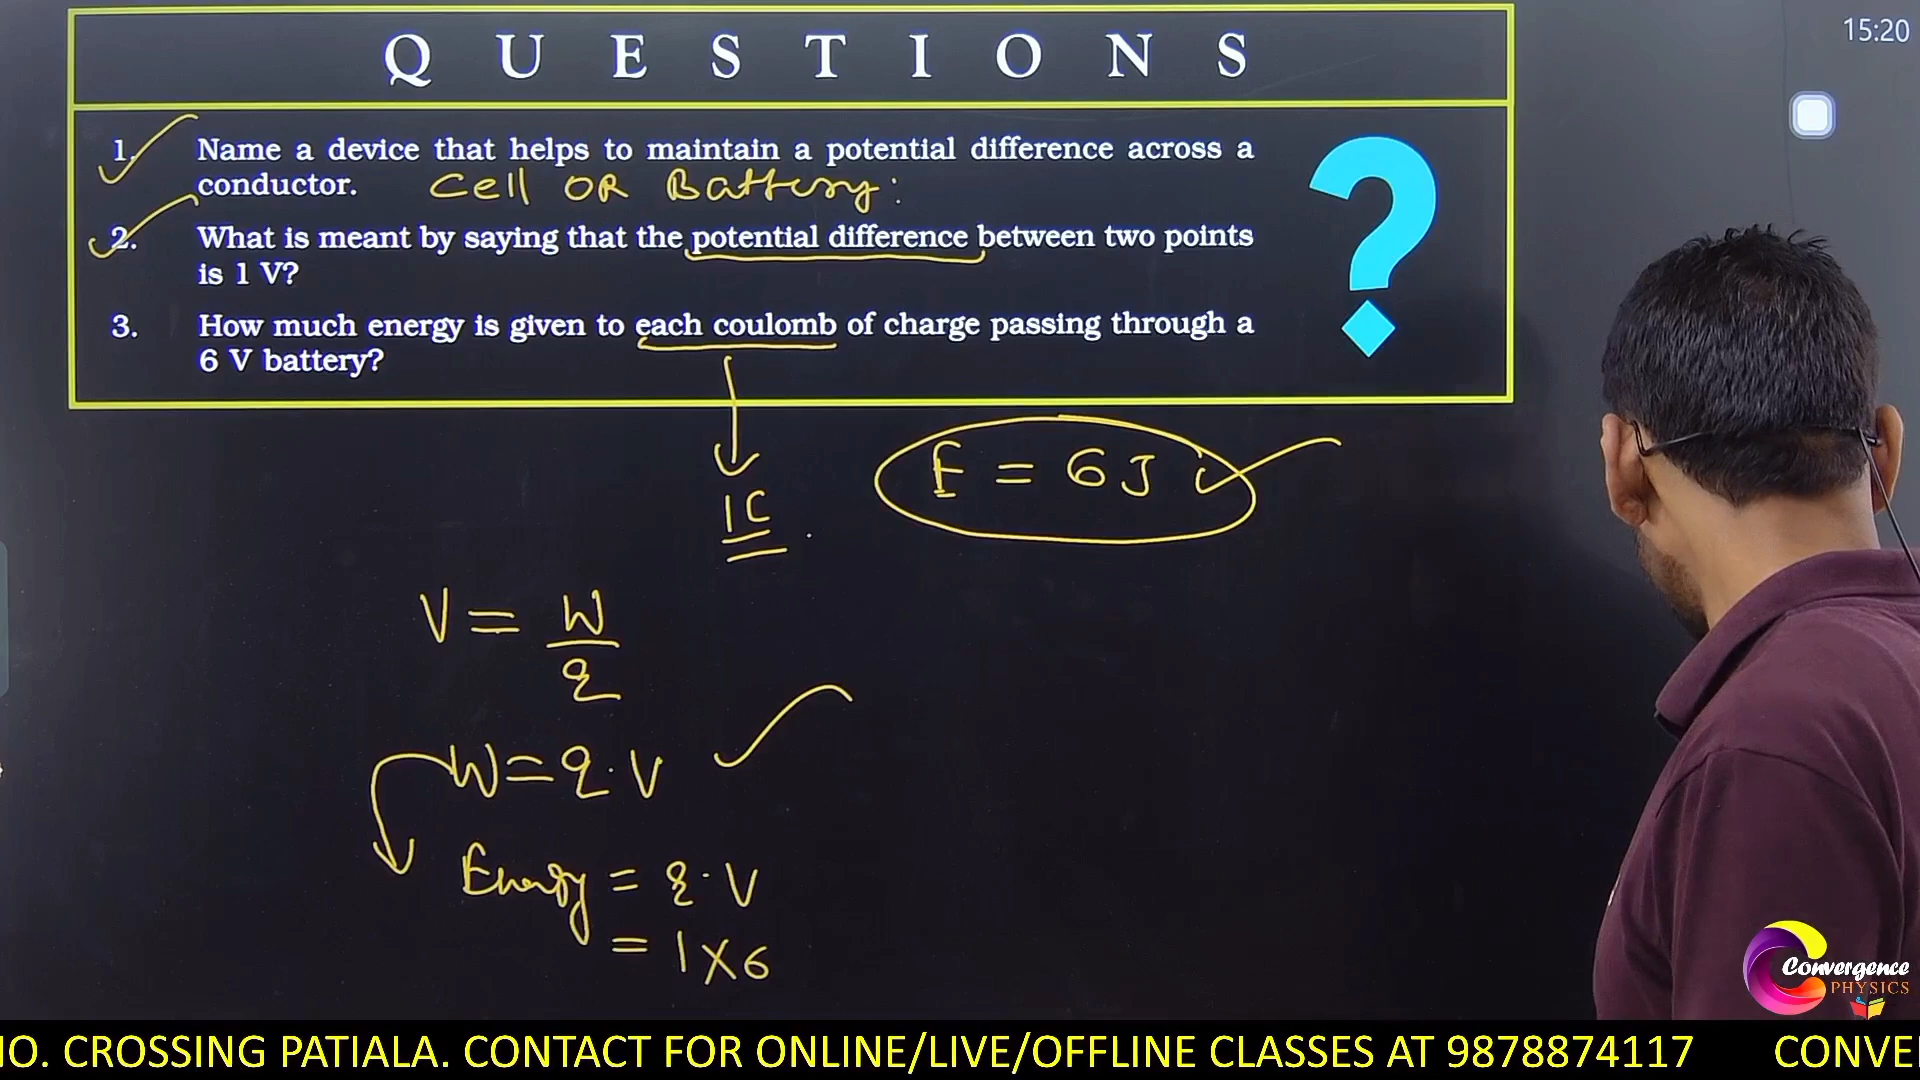 QUESTIONS
15:20
1. Name a device that helps to maintain a potential difference across a
conductor. Cell OR Battery:
2. What is meant by saying that the potential difference between two points
is 1 V?
3. How much energy is given to each coulomb of charge passing through a
6 V battery?
1C
E = 6J
V = W/q
W = q.V
Energy = q.V
= 1X6
Convergence
PHYSICS
NO. CROSSING PATIALA. CONTACT FOR ONLINE/LIVE/OFFLINE CLASSES AT 9878874117 CONVE